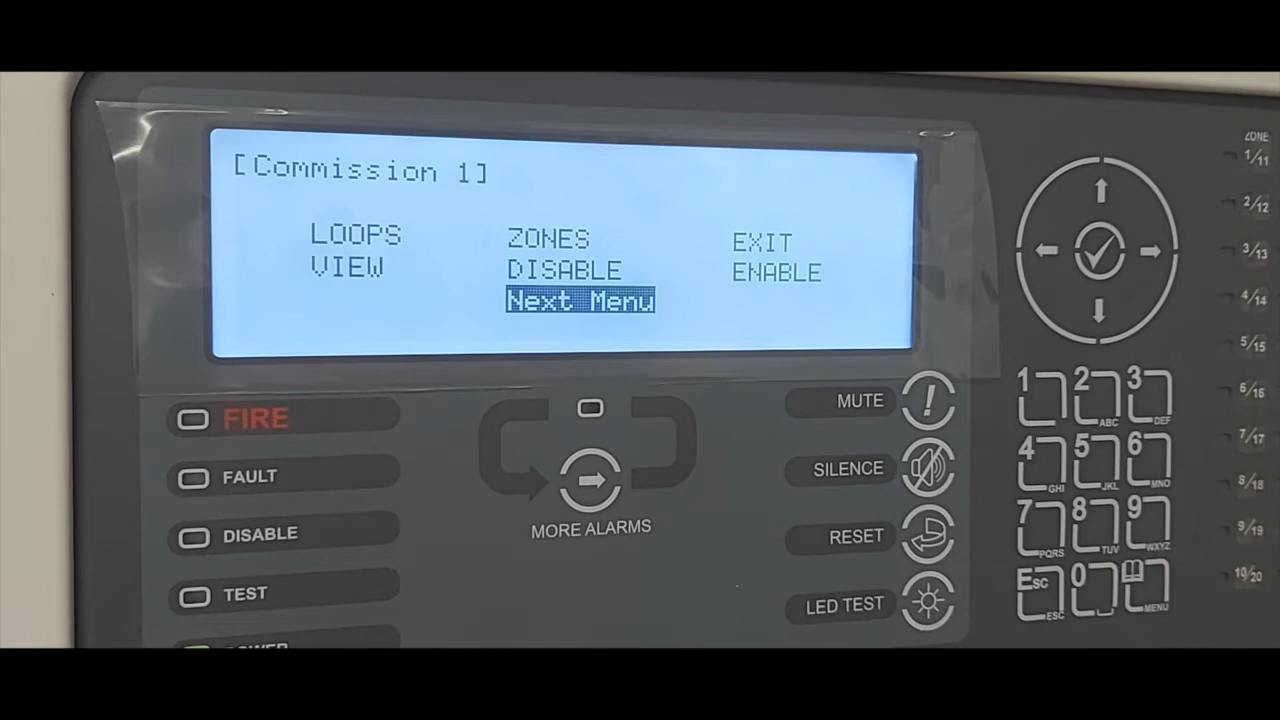 [Commission 1]
LOOPS ZONES EXIT
VIEW DISABLE ENABLE
Next Menu
FIRE
FAULT
DISABLE
TEST
POWER
MORE ALARMS
MUTE
SILENCE
RESET
LED TEST
1 2 ABC 3 DEF
4 GHI 5 JKL 6 MNO
7 PQRS 8 TUV 9 WXYZ
Esc ESC 0 MENU
ZONE
1/11
2/12
3/13
4/14
5/15
6/16
7/17
8/18
9/19
10/20